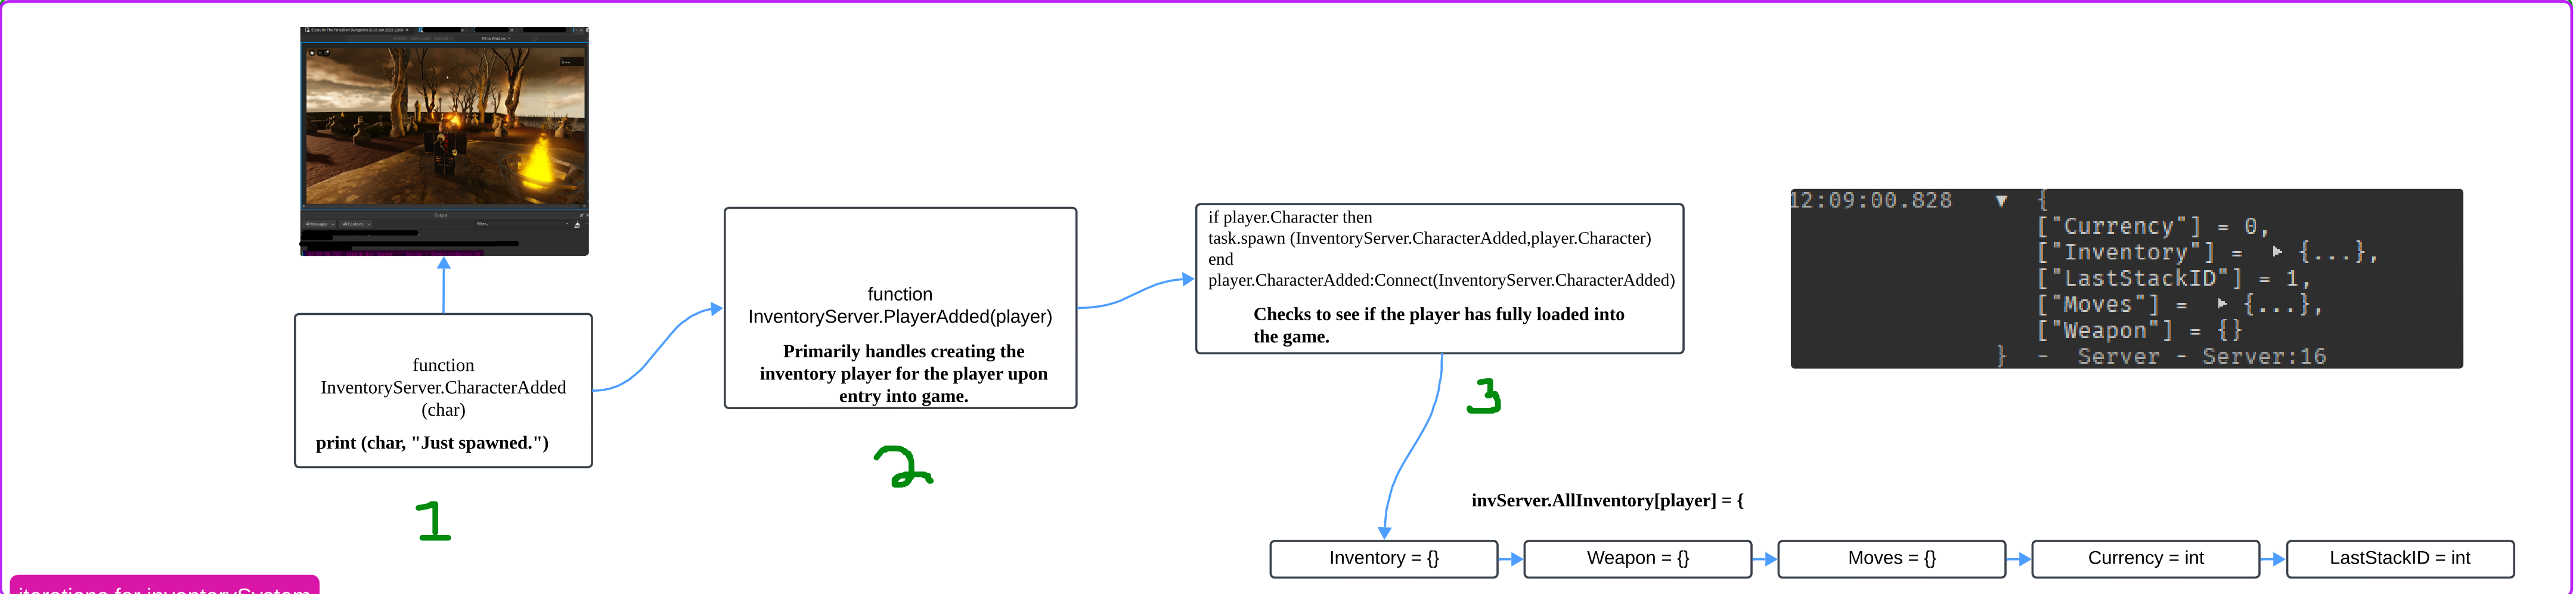 function
InventoryServer.CharacterAdded
(char)
print (char, "Just spawned.")
1
function
InventoryServer.PlayerAdded(player)
Primarily handles creating the
inventory player for the player upon
entry into game.
2
if player.Character then
task.spawn (InventoryServer.CharacterAdded,player.Character)
end
player.CharacterAdded:Connect(InventoryServer.CharacterAdded)
Checks to see if the player has fully loaded into
the game.
3
12:09:00.828 ▼ {
["Currency"] = 0,
["Inventory"] = ▶ {...},
["LastStackID"] = 1,
["Moves"] = ▶ {...},
["Weapon"] = {}
} - Server - Server:16
invServer.AllInventory[player] = {
Inventory = {}
Weapon = {}
Moves = {}
Currency = int
LastStackID = int
iterations for inventorySystem